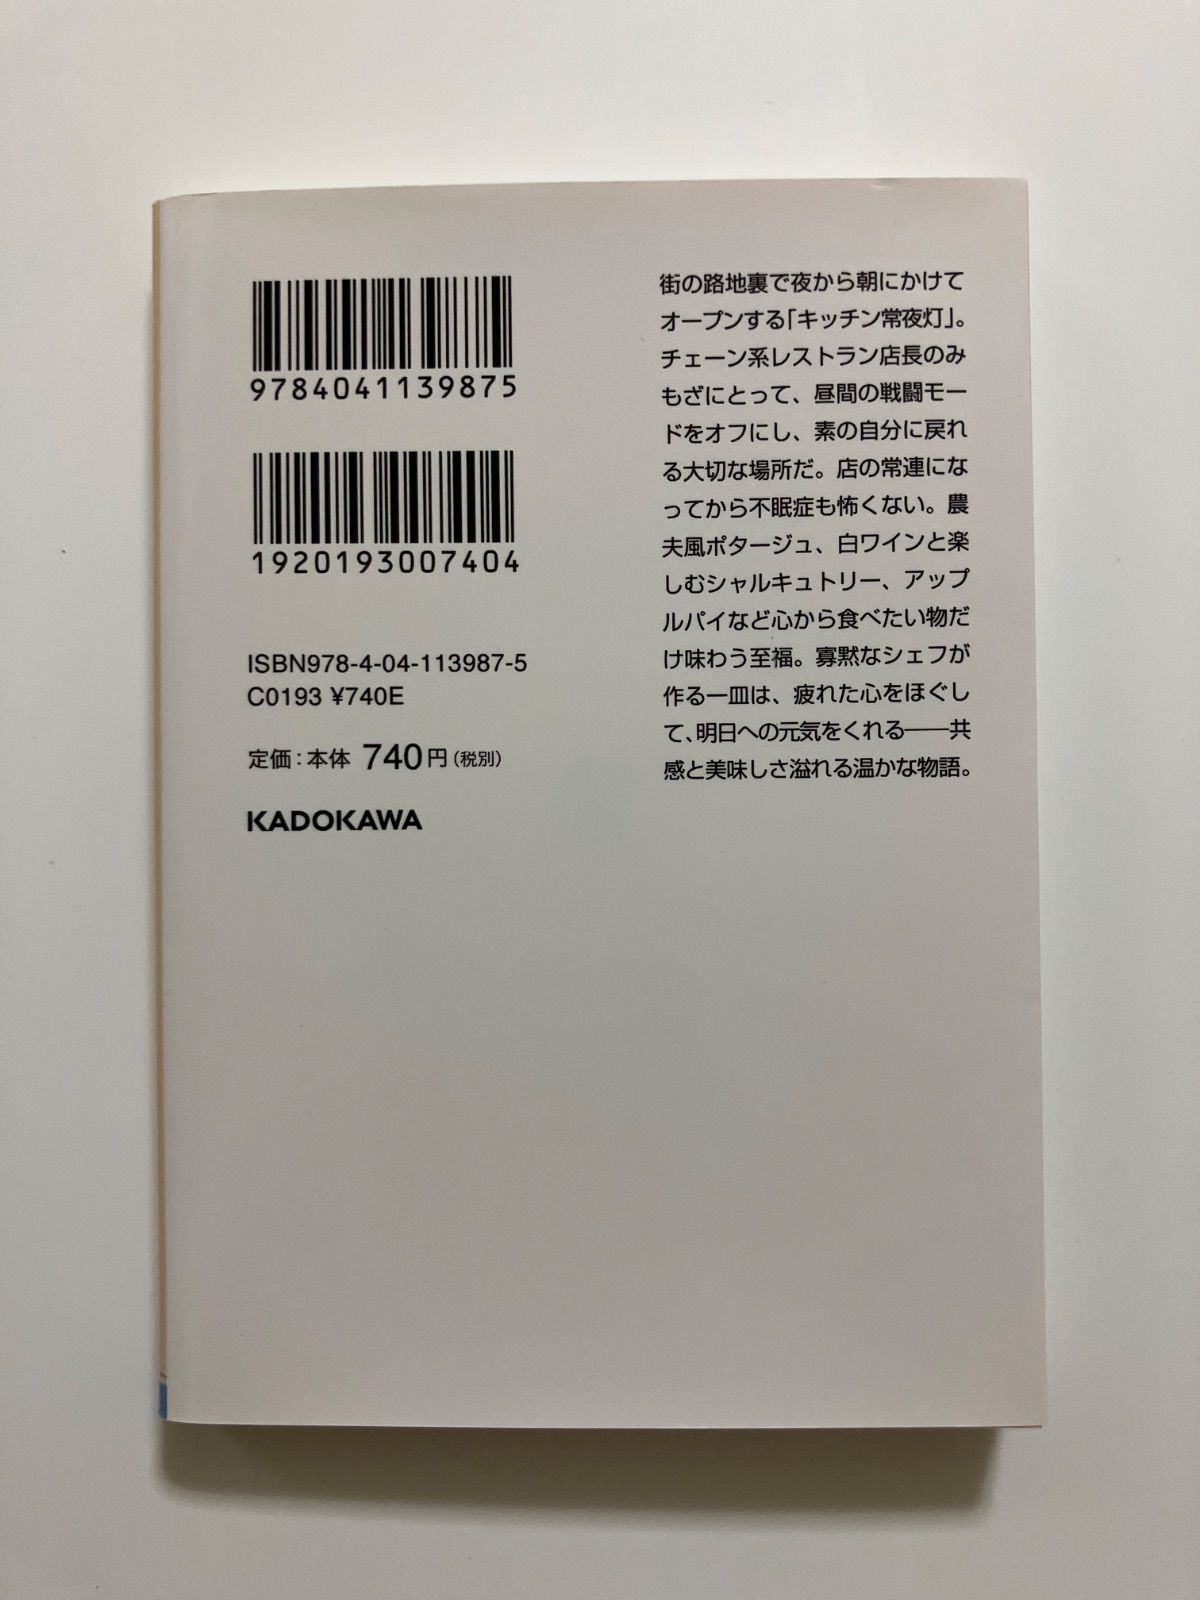 9784041139875
1920193007404
ISBN978-4-04-113987-5
C0193 ¥740E
定価：本体 740円（税別）
KADOKAWA
街の路地裏で夜から朝にかけて
オープンする「キッチン常夜灯」。
チェーン系レストラン店長のみ
もざにとって、昼間の戦闘モー
ドをオフにし、素の自分に戻れ
る大切な場所だ。店の常連にな
ってから不眠症も怖くない。農
夫風ポタージュ、白ワインと楽
しむシャルキュトリー、アップ
ルパイなど心から食べたい物だ
け味わう至福。寡黙なシェフが
作る一皿は、疲れた心をほぐし
て、明日への元気をくれる――共
感と美味しさ溢れる温かな物語。